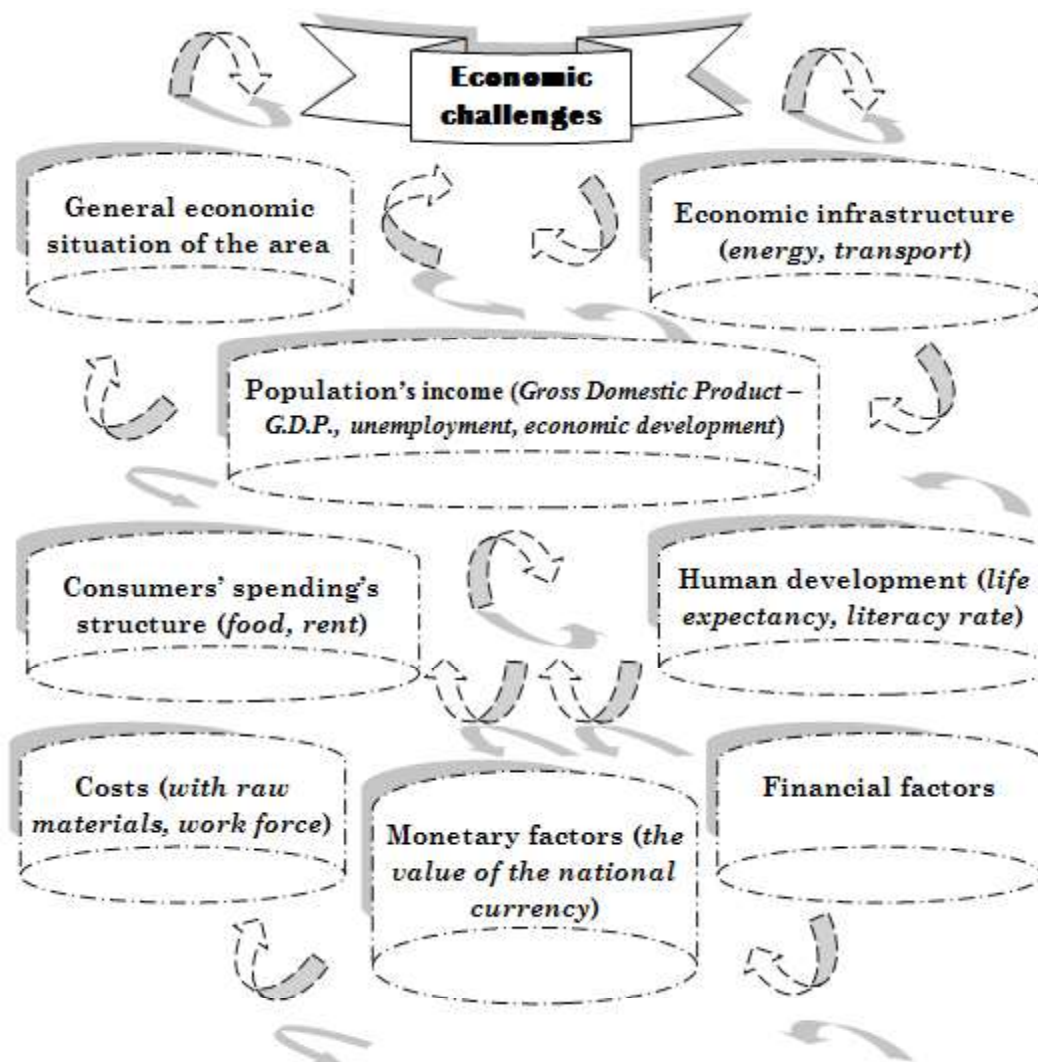 Economic
challenges
General economic
situation of the area
Economic infrastructure
(energy, transport)
Population's income (Gross Domestic Product –
G.D.P., unemployment, economic development)
Consumers' spending's
structure (food, rent)
Human development (life
expectancy, literacy rate)
Costs (with raw
materials, work force)
Monetary factors (the
value of the national
currency)
Financial factors